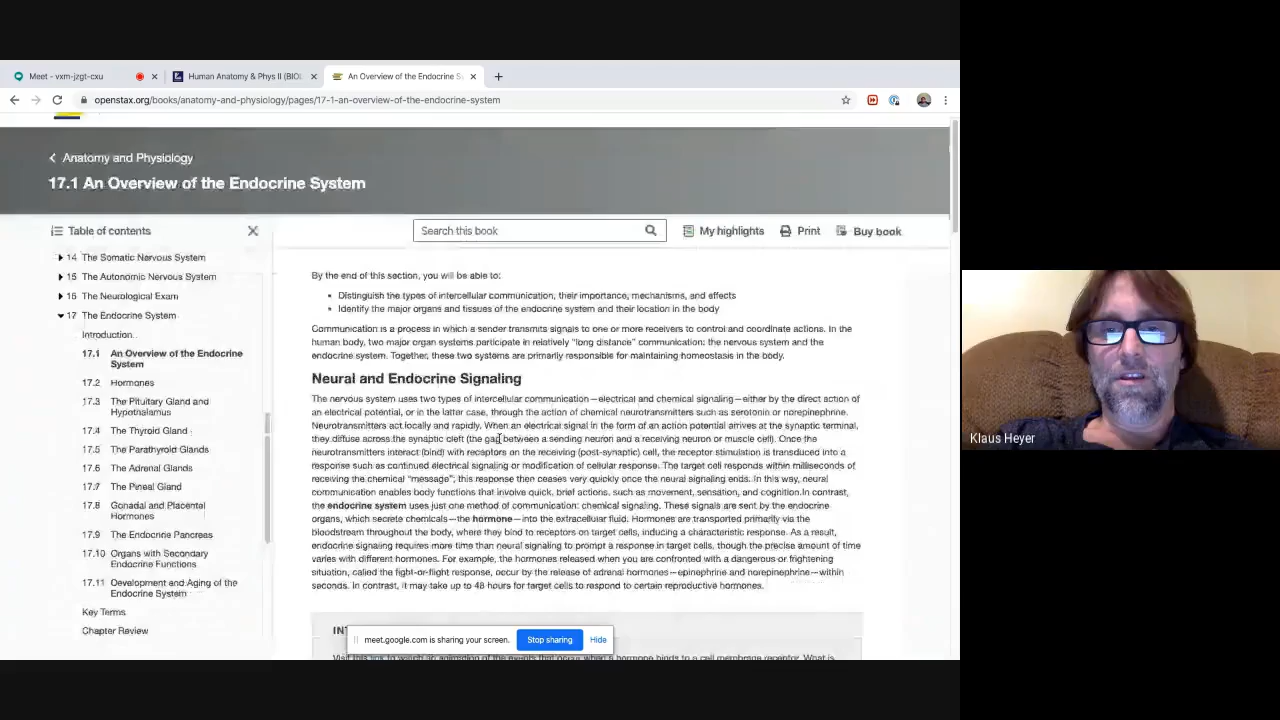 Meet - vxm-jzgt-cxu
Human Anatomy & Phys II (BIOL
An Overview of the Endocrine S
openstax.org/books/anatomy-and-physiology/pages/17-1-an-overview-of-the-endocrine-system
Anatomy and Physiology
17.1 An Overview of the Endocrine System
Table of contents
Search this book
My highlights
Print
Buy book
14 The Somatic Nervous System
15 The Autonomic Nervous System
16 The Neurological Exam
17 The Endocrine System
Introduction
17.1 An Overview of the Endocrine
System
17.2 Hormones
17.3 The Pituitary Gland and
Hypothalamus
17.4 The Thyroid Gland
17.5 The Parathyroid Glands
17.6 The Adrenal Glands
17.7 The Pineal Gland
17.8 Gonadal and Placental
Hormones
17.9 The Endocrine Pancreas
17.10 Organs with Secondary
Endocrine Functions
17.11 Development and Aging of the
Endocrine System
Key Terms
Chapter Review
By the end of this section, you will be able to:
• Distinguish the types of intercellular communication, their importance, mechanisms, and effects
• Identify the major organs and tissues of the endocrine system and their location in the body
Communication is a process in which a sender transmits signals to one or more receivers to control and coordinate actions. In the
human body, two major organ systems participate in relatively “long distance” communication: the nervous system and the
endocrine system. Together, these two systems are primarily responsible for maintaining homeostasis in the body.
Neural and Endocrine Signaling
The nervous system uses two types of intercellular communication—electrical and chemical signaling—either by the direct action of
an electrical potential, or in the latter case, through the action of chemical neurotransmitters such as serotonin or norepinephrine.
Neurotransmitters act locally and rapidly. When an electrical signal in the form of an action potential arrives at the synaptic terminal,
they diffuse across the synaptic cleft (the gap between a sending neuron and a receiving neuron or muscle cell). Once the
neurotransmitters interact (bind) with receptors on the receiving (post-synaptic) cell, the receptor stimulation is transduced into a
response such as continued electrical signaling or modification of cellular response. The target cell responds within milliseconds of
receiving the chemical “message”; this response then ceases very quickly once the neural signaling ends. In this way, neural
communication enables body functions that involve quick, brief actions, such as movement, sensation, and cognition.In contrast,
the endocrine system uses just one method of communication: chemical signaling. These signals are sent by the endocrine
organs, which secrete chemicals—the hormone—into the extracellular fluid. Hormones are transported primarily via the
bloodstream throughout the body, where they bind to receptors on target cells, inducing a characteristic response. As a result,
endocrine signaling requires more time than neural signaling to prompt a response in target cells, though the precise amount of time
varies with different hormones. For example, the hormones released when you are confronted with a dangerous or frightening
situation, called the fight-or-flight response, occur by the release of adrenal hormones—epinephrine and norepinephrine—within
seconds. In contrast, it may take up to 48 hours for target cells to respond to certain reproductive hormones.
INT
meet.google.com is sharing your screen.
Stop sharing
Hide
Visit this link to watch an animation of the events that occur when a hormone binds to a cell membrane receptor. What is
Klaus Heyer